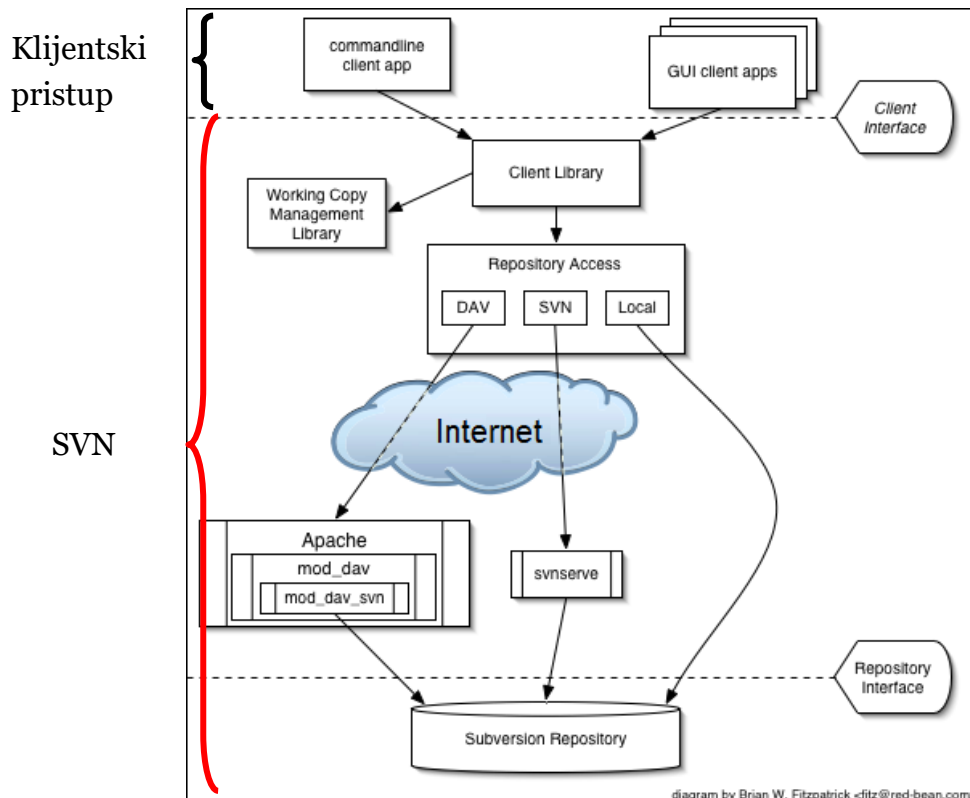 Klijentski
pristup
commandline
client app
GUI client apps
Client
Interface
Client Library
Working Copy
Management
Library
Repository Access
DAV
SVN
Local
Internet
SVN
Apache
mod_dav
mod_dav_svn
svnserve
Repository
Interface
Subversion Repository
diagram by Brian W. Fitzpatrick <fitz@red-bean.com